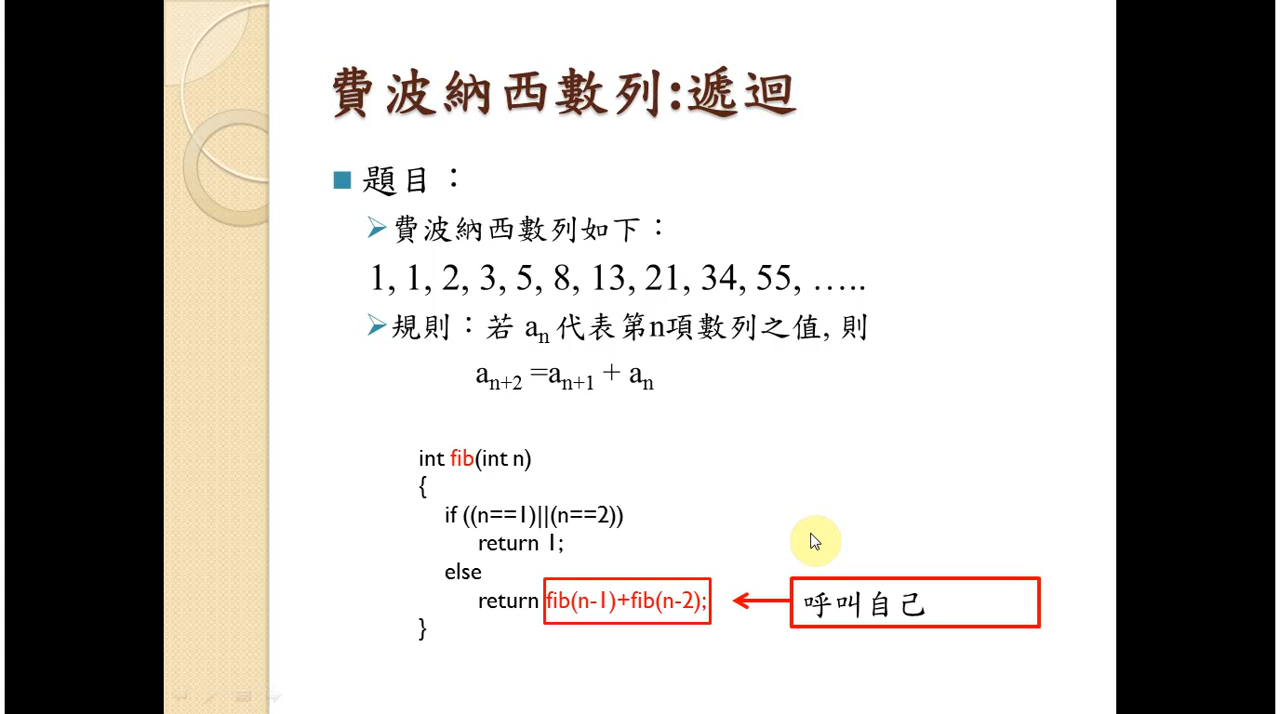 費波納西數列:遞迴
題目：
費波納西數列如下：
1, 1, 2, 3, 5, 8, 13, 21, 34, 55, …..
規則：若 aₙ 代表第n項數列之值, 則
aₙ₊₂ =aₙ₊₁ + aₙ
int fib(int n)
{
if ((n==1)||(n==2))
return 1;
else
return fib(n-1)+fib(n-2);
呼叫自己
}